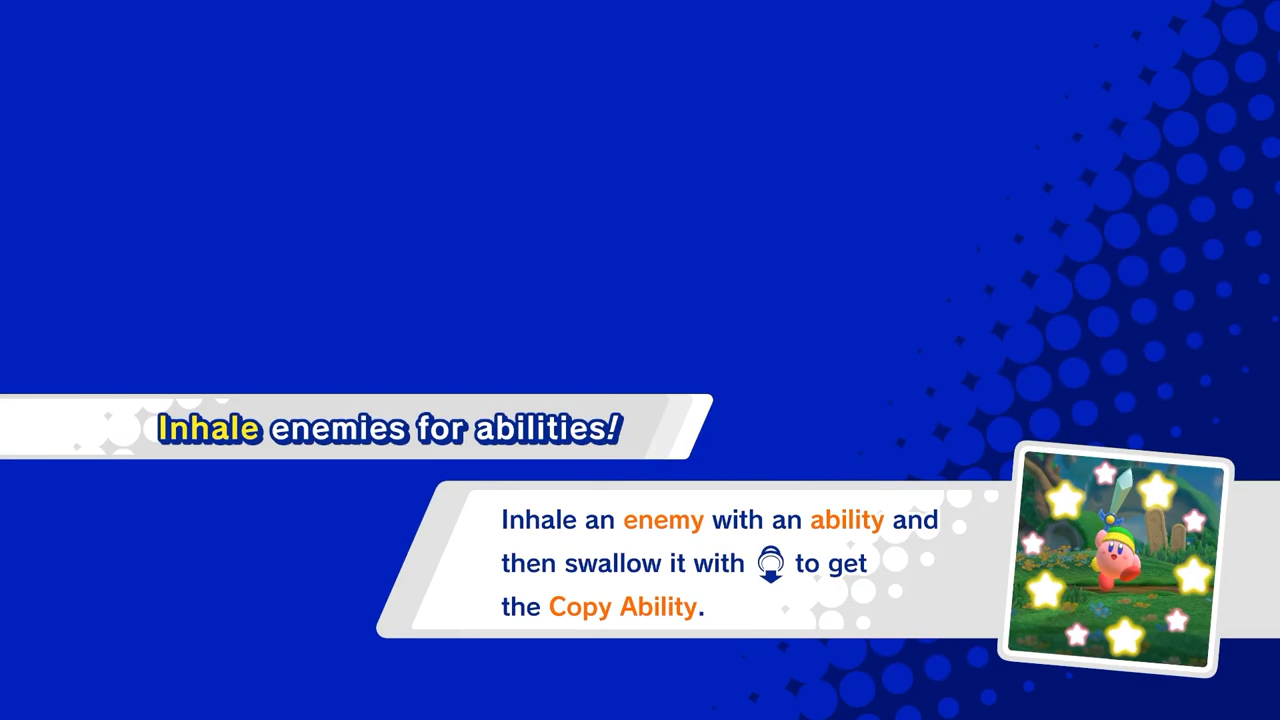 Inhale enemies for abilities!
Inhale an enemy with an ability and
then swallow it with to get
the Copy Ability.